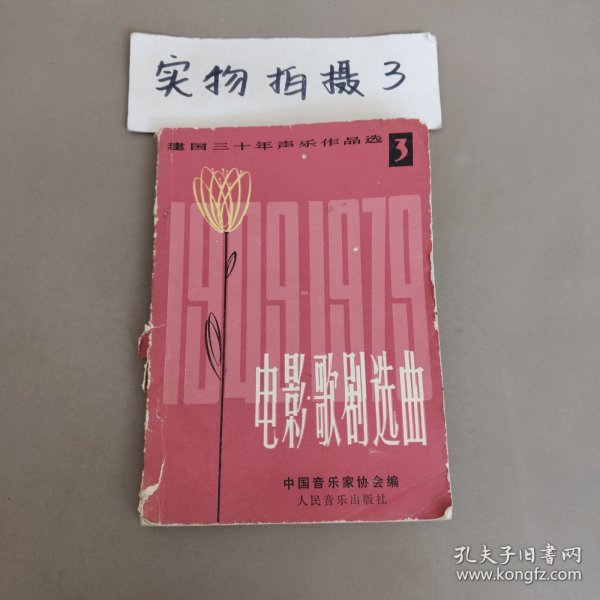 实物拍摄3
建国三十年声乐作品选 3
1949-1979
电影·歌剧选曲
中国音乐家协会编
人民音乐出版社
孔夫子旧书网
www.kongfz.com